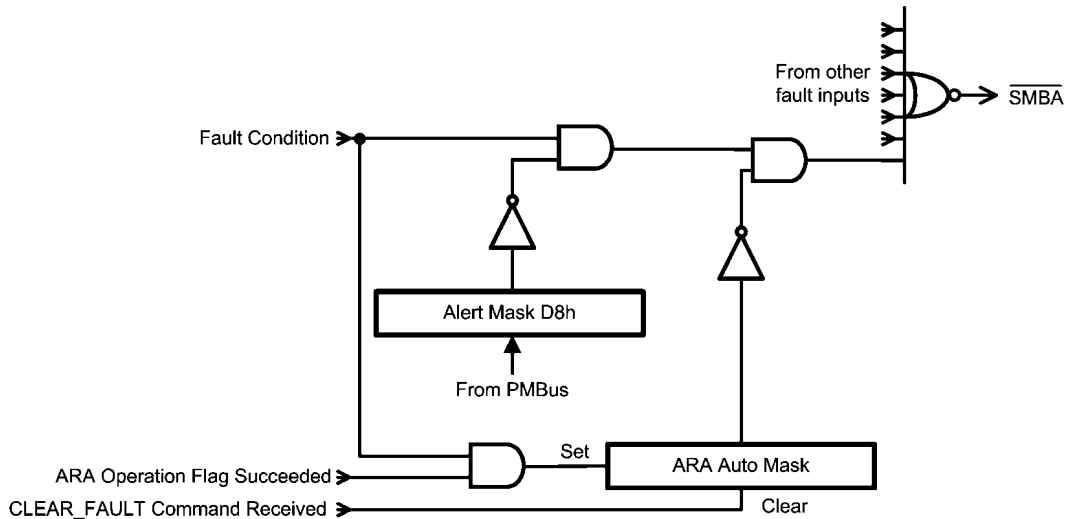 From other
fault inputs
SMBA
Fault Condition
Alert Mask D8h
From PMBus
Set
ARA Auto Mask
ARA Operation Flag Succeeded
CLEAR_FAULT Command Received
Clear